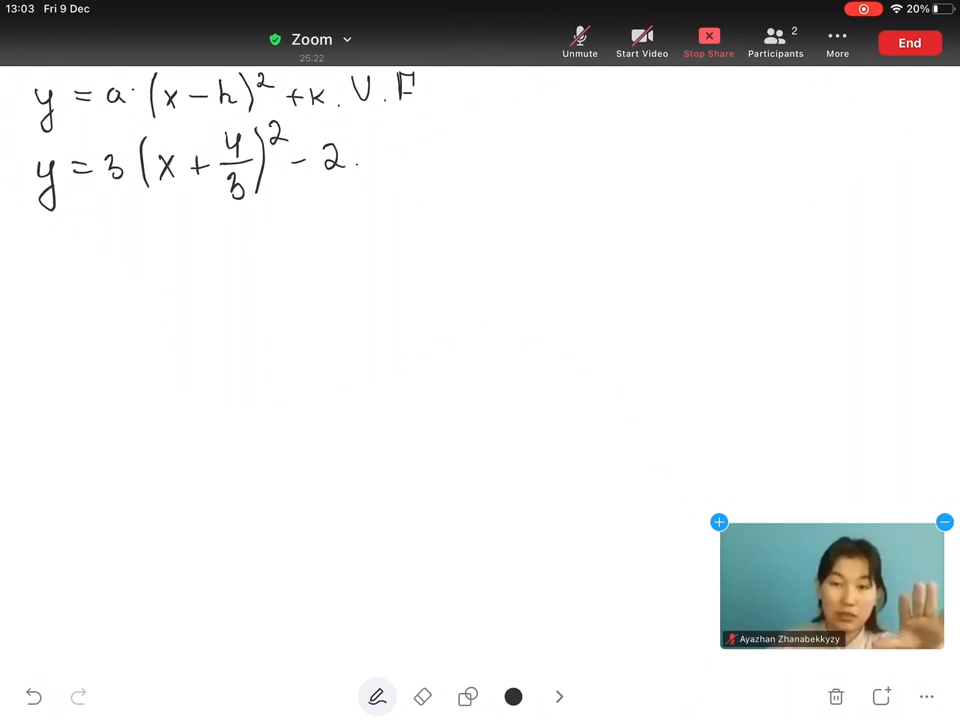 13:03 Fri 9 Dec
20%
Zoom
25:22
Unmute
Start Video
Stop Share
Participants
2
More
End
y = a · (x − h)² + k. V. F
y = 3 (x + 4/3)² − 2.
Ayazhan Zhanabekkyzy